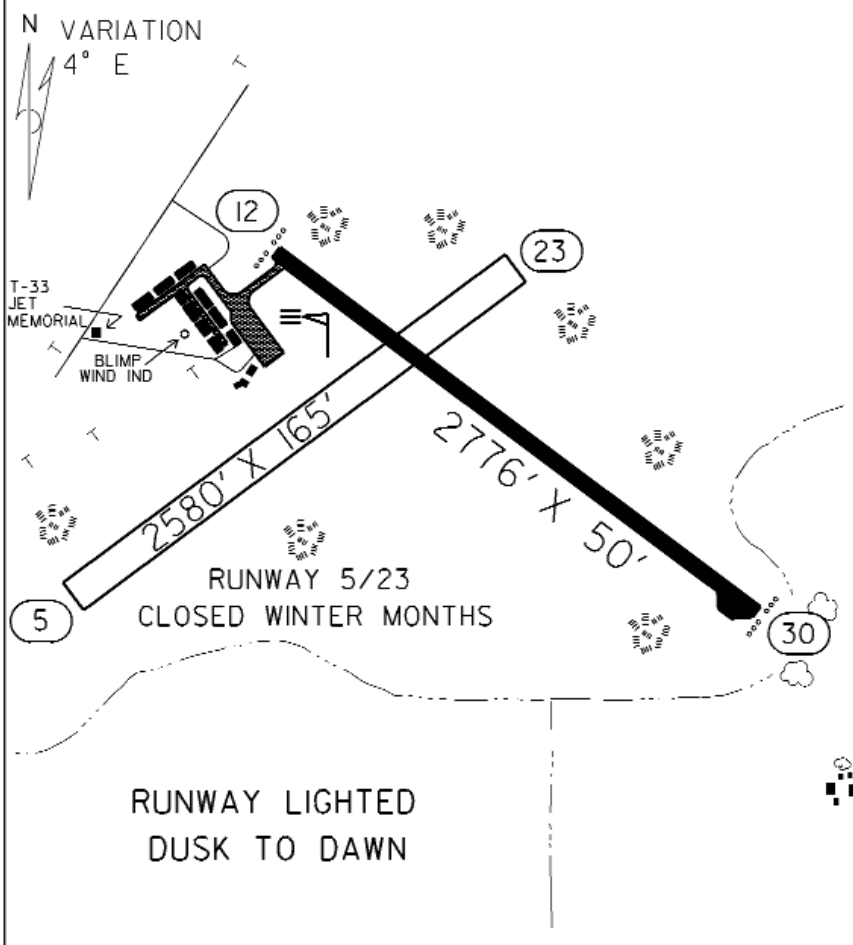 N VARIATION
4° E
T
12
23
T-33
JET
MEMORIAL
T
BLIMP
WIND IND
T
T
T
2580' X 165'
2776' X 50'
RUNWAY 5/23
CLOSED WINTER MONTHS
5
30
RUNWAY LIGHTED
DUSK TO DAWN